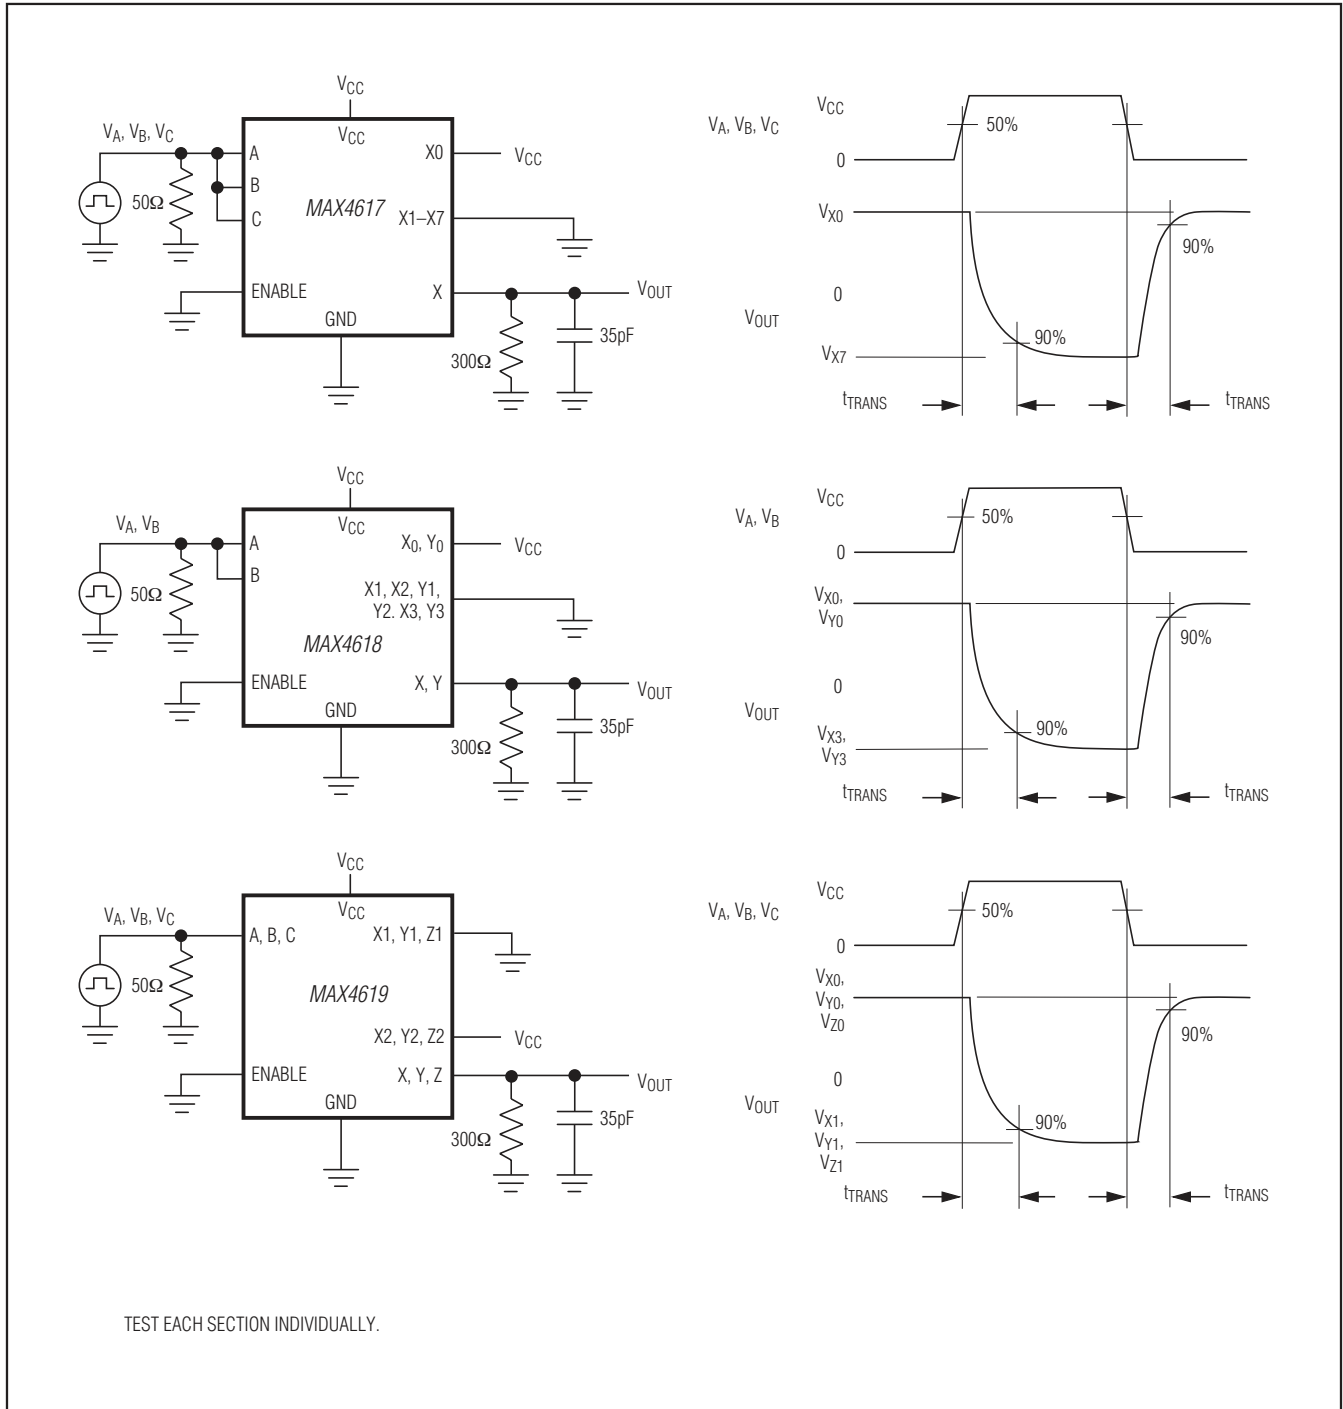 VCC
VA, VB, VC
VCC
A
X0
VCC
B
50Ω
MAX4617
C
X1–X7
ENABLE
X
VOUT
GND
35pF
300Ω
VCC
VA, VB, VC
50%
0
VX0
90%
0
VOUT
90%
VX7
tTRANS
tTRANS
VCC
VA, VB
VCC
A
X0, Y0
VCC
B
50Ω
X1, X2, Y1,
Y2. X3, Y3
MAX4618
ENABLE
X, Y
VOUT
GND
35pF
300Ω
VCC
VA, VB
50%
0
VX0,
VY0
90%
0
VOUT
VX3,
VY3
90%
tTRANS
tTRANS
VCC
VA, VB, VC
VCC
A, B, C
X1, Y1, Z1
50Ω
MAX4619
X2, Y2, Z2
VCC
ENABLE
X, Y, Z
VOUT
GND
35pF
300Ω
VCC
VA, VB, VC
50%
0
VX0,
VY0,
VZ0
90%
0
VOUT
VX1,
VY1,
VZ1
90%
tTRANS
tTRANS
TEST EACH SECTION INDIVIDUALLY.